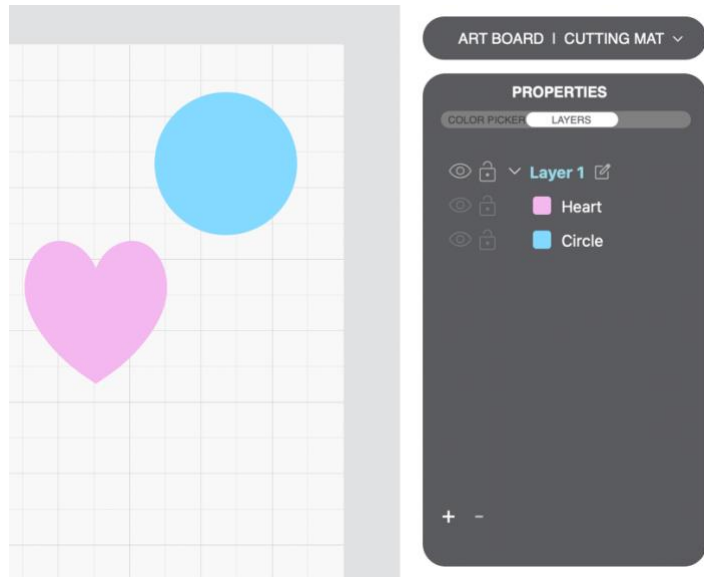 ART BOARD | CUTTING MAT
PROPERTIES
COLOR PICKER LAYERS
Layer 1
Heart
Circle
+ -